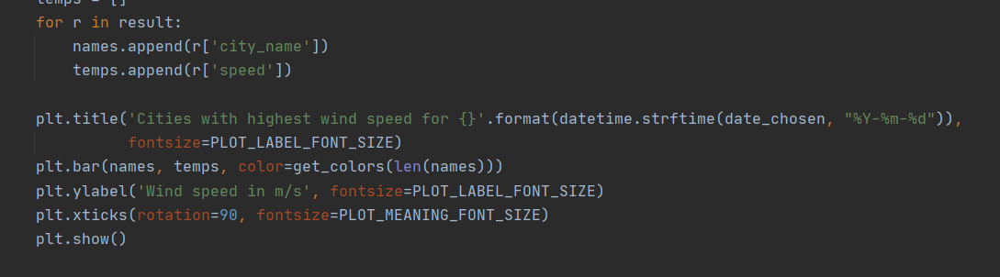 temps = []
for r in result:
    names.append(r['city_name'])
    temps.append(r['speed'])

plt.title('Cities with highest wind speed for {}'.format(datetime.strftime(date_chosen, "%Y-%m-%d")),
          fontsize=PLOT_LABEL_FONT_SIZE)
plt.bar(names, temps, color=get_colors(len(names)))
plt.ylabel('Wind speed in m/s', fontsize=PLOT_LABEL_FONT_SIZE)
plt.xticks(rotation=90, fontsize=PLOT_MEANING_FONT_SIZE)
plt.show()